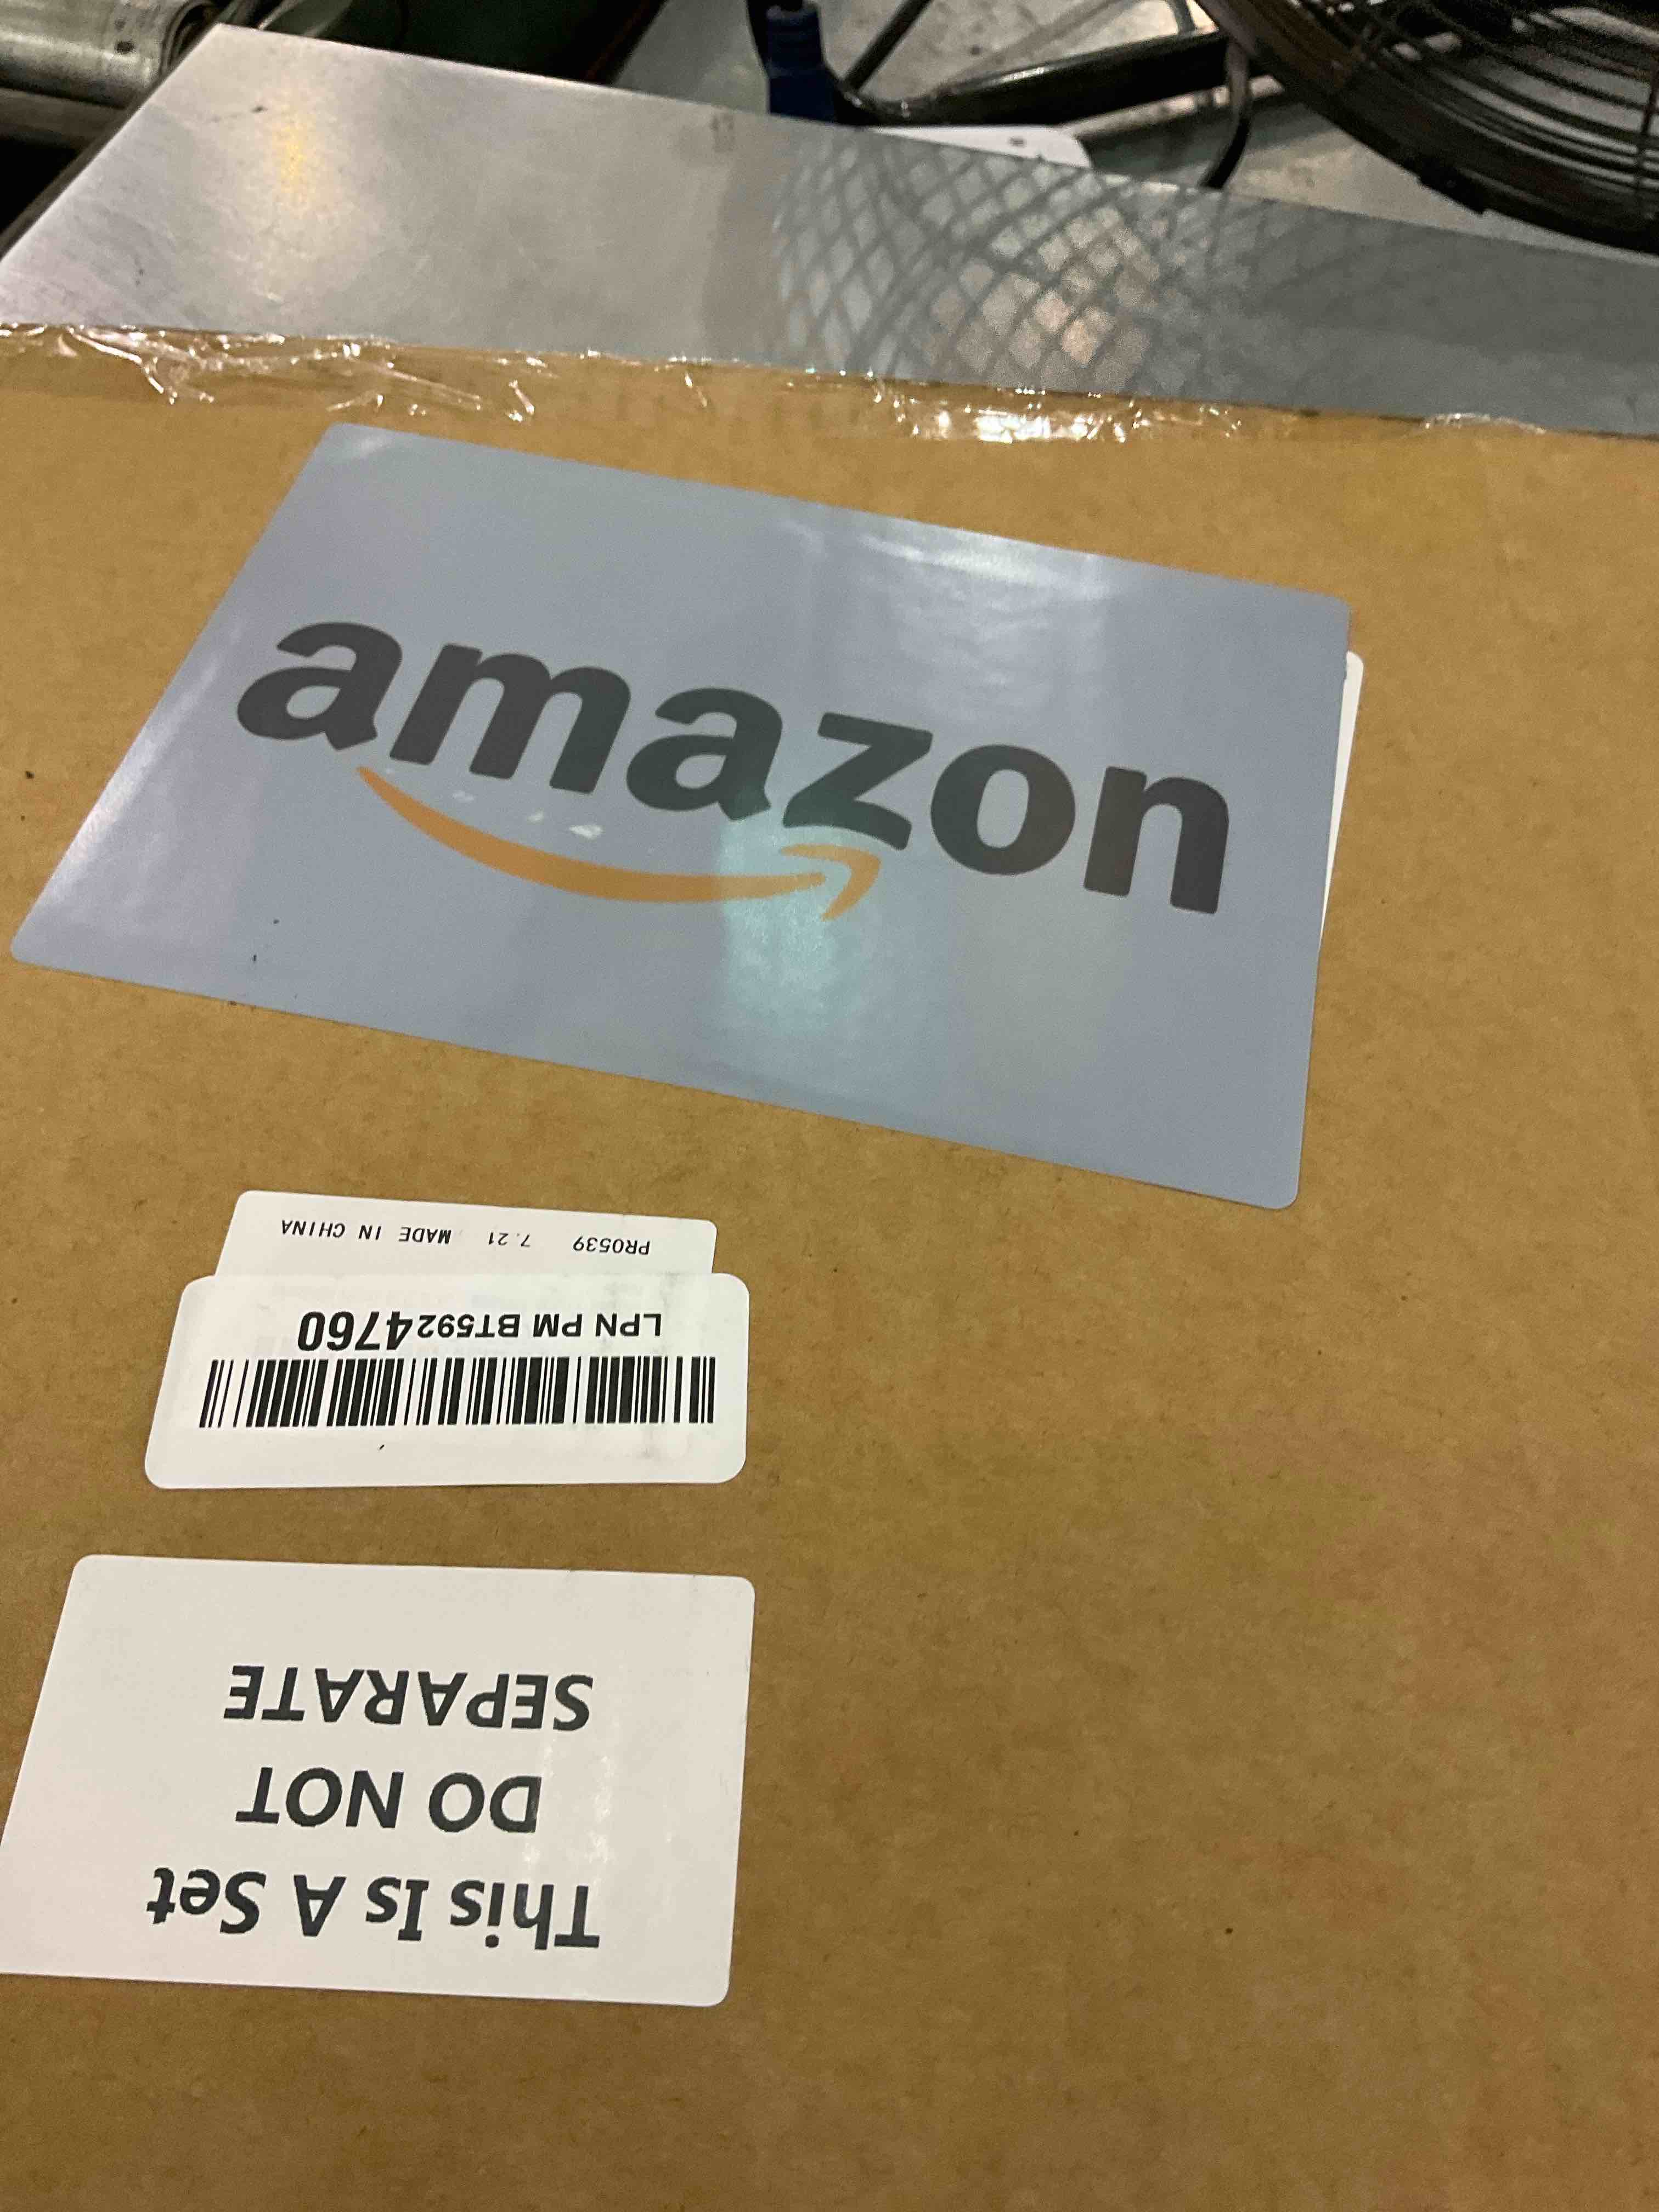 amazon
PR0539 7.21 MADE IN CHINA
LPN PM BT5924760
This Is A Set
DO NOT
SEPARATE